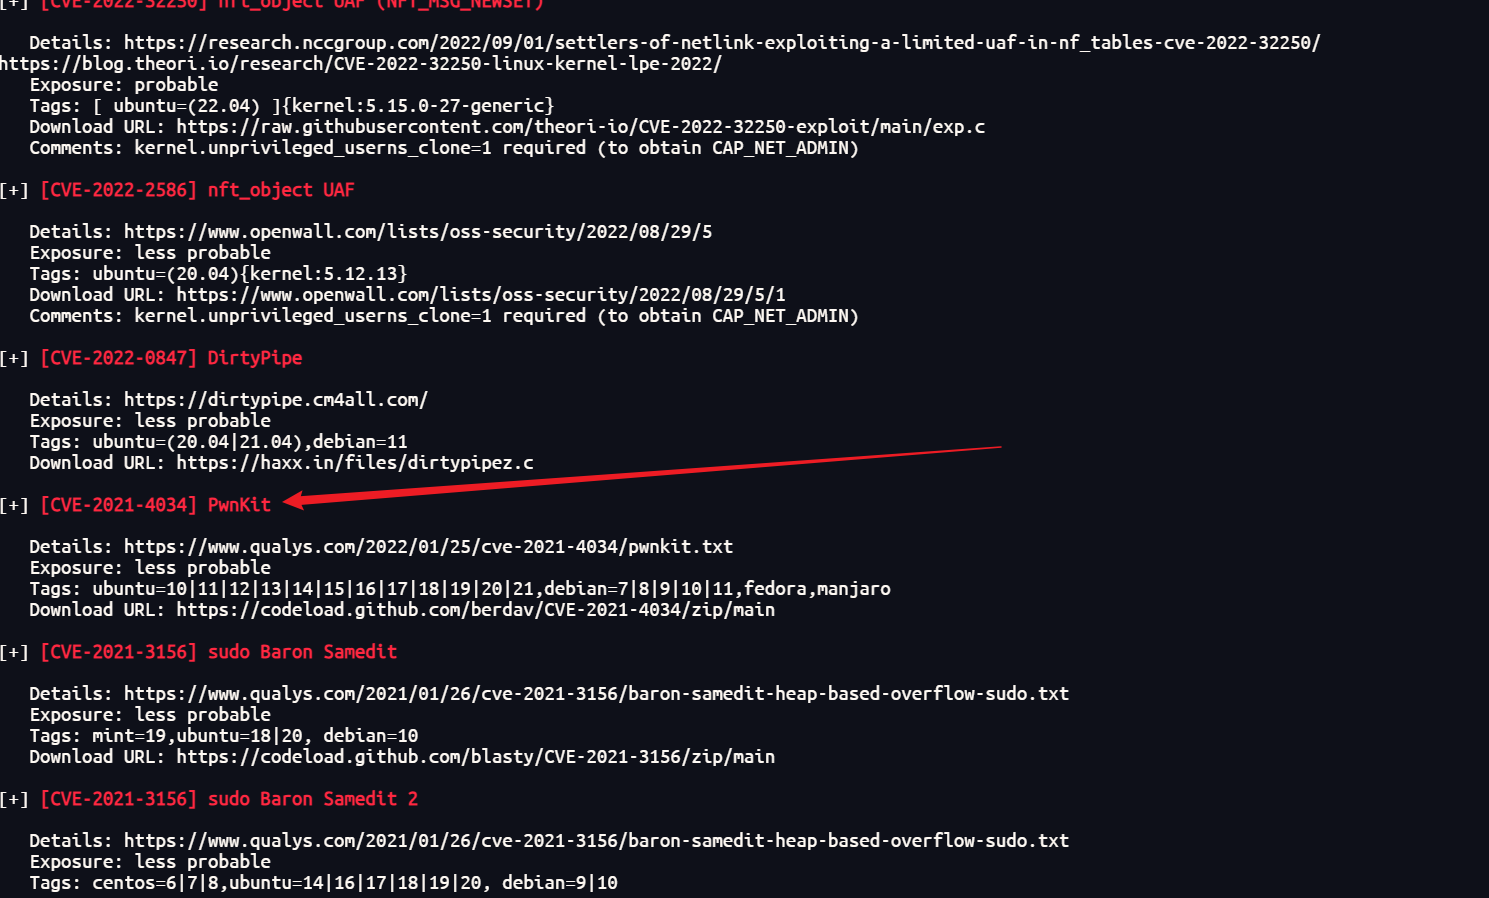 [+] [CVE-2022-32250] nft_object UAF (NFT_MSG_NEWSET)
Details: https://research.nccgroup.com/2022/09/01/settlers-of-netlink-exploiting-a-limited-uaf-in-nf_tables-cve-2022-32250/
https://blog.theori.io/research/CVE-2022-32250-linux-kernel-lpe-2022/
Exposure: probable
Tags: [ ubuntu=(22.04) ]{kernel:5.15.0-27-generic}
Download URL: https://raw.githubusercontent.com/theori-io/CVE-2022-32250-exploit/main/exp.c
Comments: kernel.unprivileged_userns_clone=1 required (to obtain CAP_NET_ADMIN)
[+] [CVE-2022-2586] nft_object UAF
Details: https://www.openwall.com/lists/oss-security/2022/08/29/5
Exposure: less probable
Tags: ubuntu=(20.04){kernel:5.12.13}
Download URL: https://www.openwall.com/lists/oss-security/2022/08/29/5/1
Comments: kernel.unprivileged_userns_clone=1 required (to obtain CAP_NET_ADMIN)
[+] [CVE-2022-0847] DirtyPipe
Details: https://dirtypipe.cm4all.com/
Exposure: less probable
Tags: ubuntu=(20.04|21.04),debian=11
Download URL: https://haxx.in/files/dirtypipez.c
[+] [CVE-2021-4034] PwnKit
Details: https://www.qualys.com/2022/01/25/cve-2021-4034/pwnkit.txt
Exposure: less probable
Tags: ubuntu=10|11|12|13|14|15|16|17|18|19|20|21,debian=7|8|9|10|11,fedora,manjaro
Download URL: https://codeload.github.com/berdav/CVE-2021-4034/zip/main
[+] [CVE-2021-3156] sudo Baron Samedit
Details: https://www.qualys.com/2021/01/26/cve-2021-3156/baron-samedit-heap-based-overflow-sudo.txt
Exposure: less probable
Tags: mint=19,ubuntu=18|20, debian=10
Download URL: https://codeload.github.com/blasty/CVE-2021-3156/zip/main
[+] [CVE-2021-3156] sudo Baron Samedit 2
Details: https://www.qualys.com/2021/01/26/cve-2021-3156/baron-samedit-heap-based-overflow-sudo.txt
Exposure: less probable
Tags: centos=6|7|8,ubuntu=14|16|17|18|19|20, debian=9|10